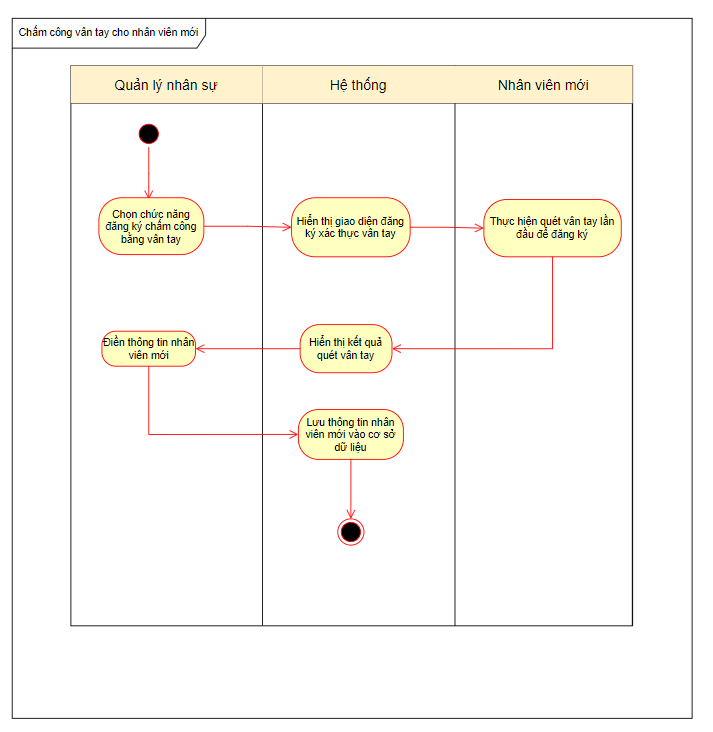 Chấm công vân tay cho nhân viên mới
Quản lý nhân sự
Hệ thống
Nhân viên mới
Chọn chức năng
đăng ký chấm công
bằng vân tay
Hiển thị giao diện đăng
ký xác thực vân tay
Thực hiện quét vân tay lần
đầu để đăng ký
Điền thông tin nhân
viên mới
Hiển thị kết quả
quét vân tay
Lưu thông tin nhân
viên mới vào cơ sở
dữ liệu